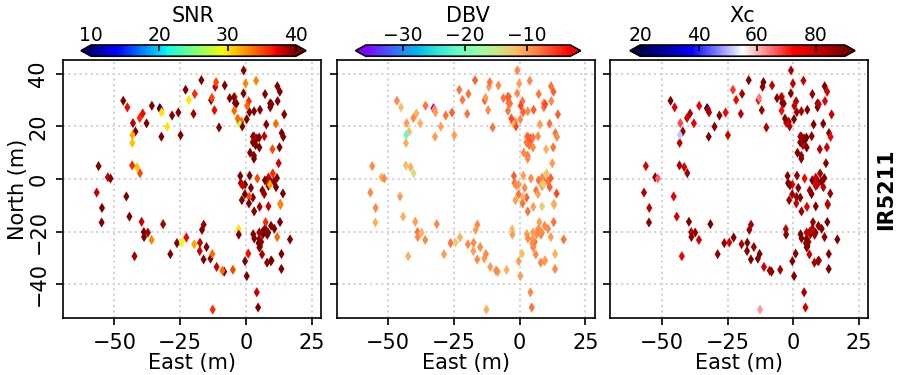 SNR DBV Xc
10 20 30 40 −30 −20 −10 20 40 60 80
40
20
0
−20
−40
North (m)
IR5211
−50 −25 0 25 −50 −25 0 25 −50 −25 0 25
East (m) East (m) East (m)